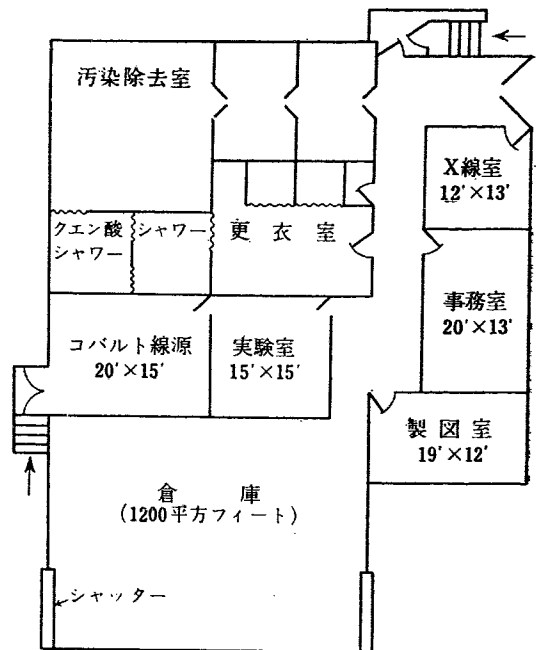 汚染除去室
X線室
12'×13'
クエン酸
シャワー
シャワー
更衣室
事務室
20'×13'
コバルト線源
20'×15'
実験室
15'×15'
製図室
19'×12'
倉庫
(1200平方フィート)
シャッター